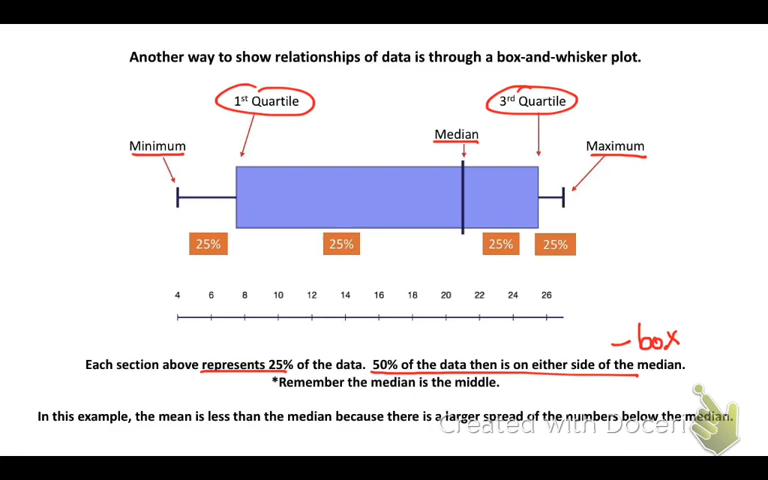 Another way to show relationships of data is through a box-and-whisker plot.
1st Quartile
3rd Quartile
Median
Minimum
Maximum
25%
25%
25%
25%
4 6 8 10 12 14 16 18 20 22 24 26
- box
Each section above represents 25% of the data. 50% of the data then is on either side of the median.
*Remember the median is the middle.
In this example, the mean is less than the median because there is a larger spread of the numbers below the median.
Created with Doceri